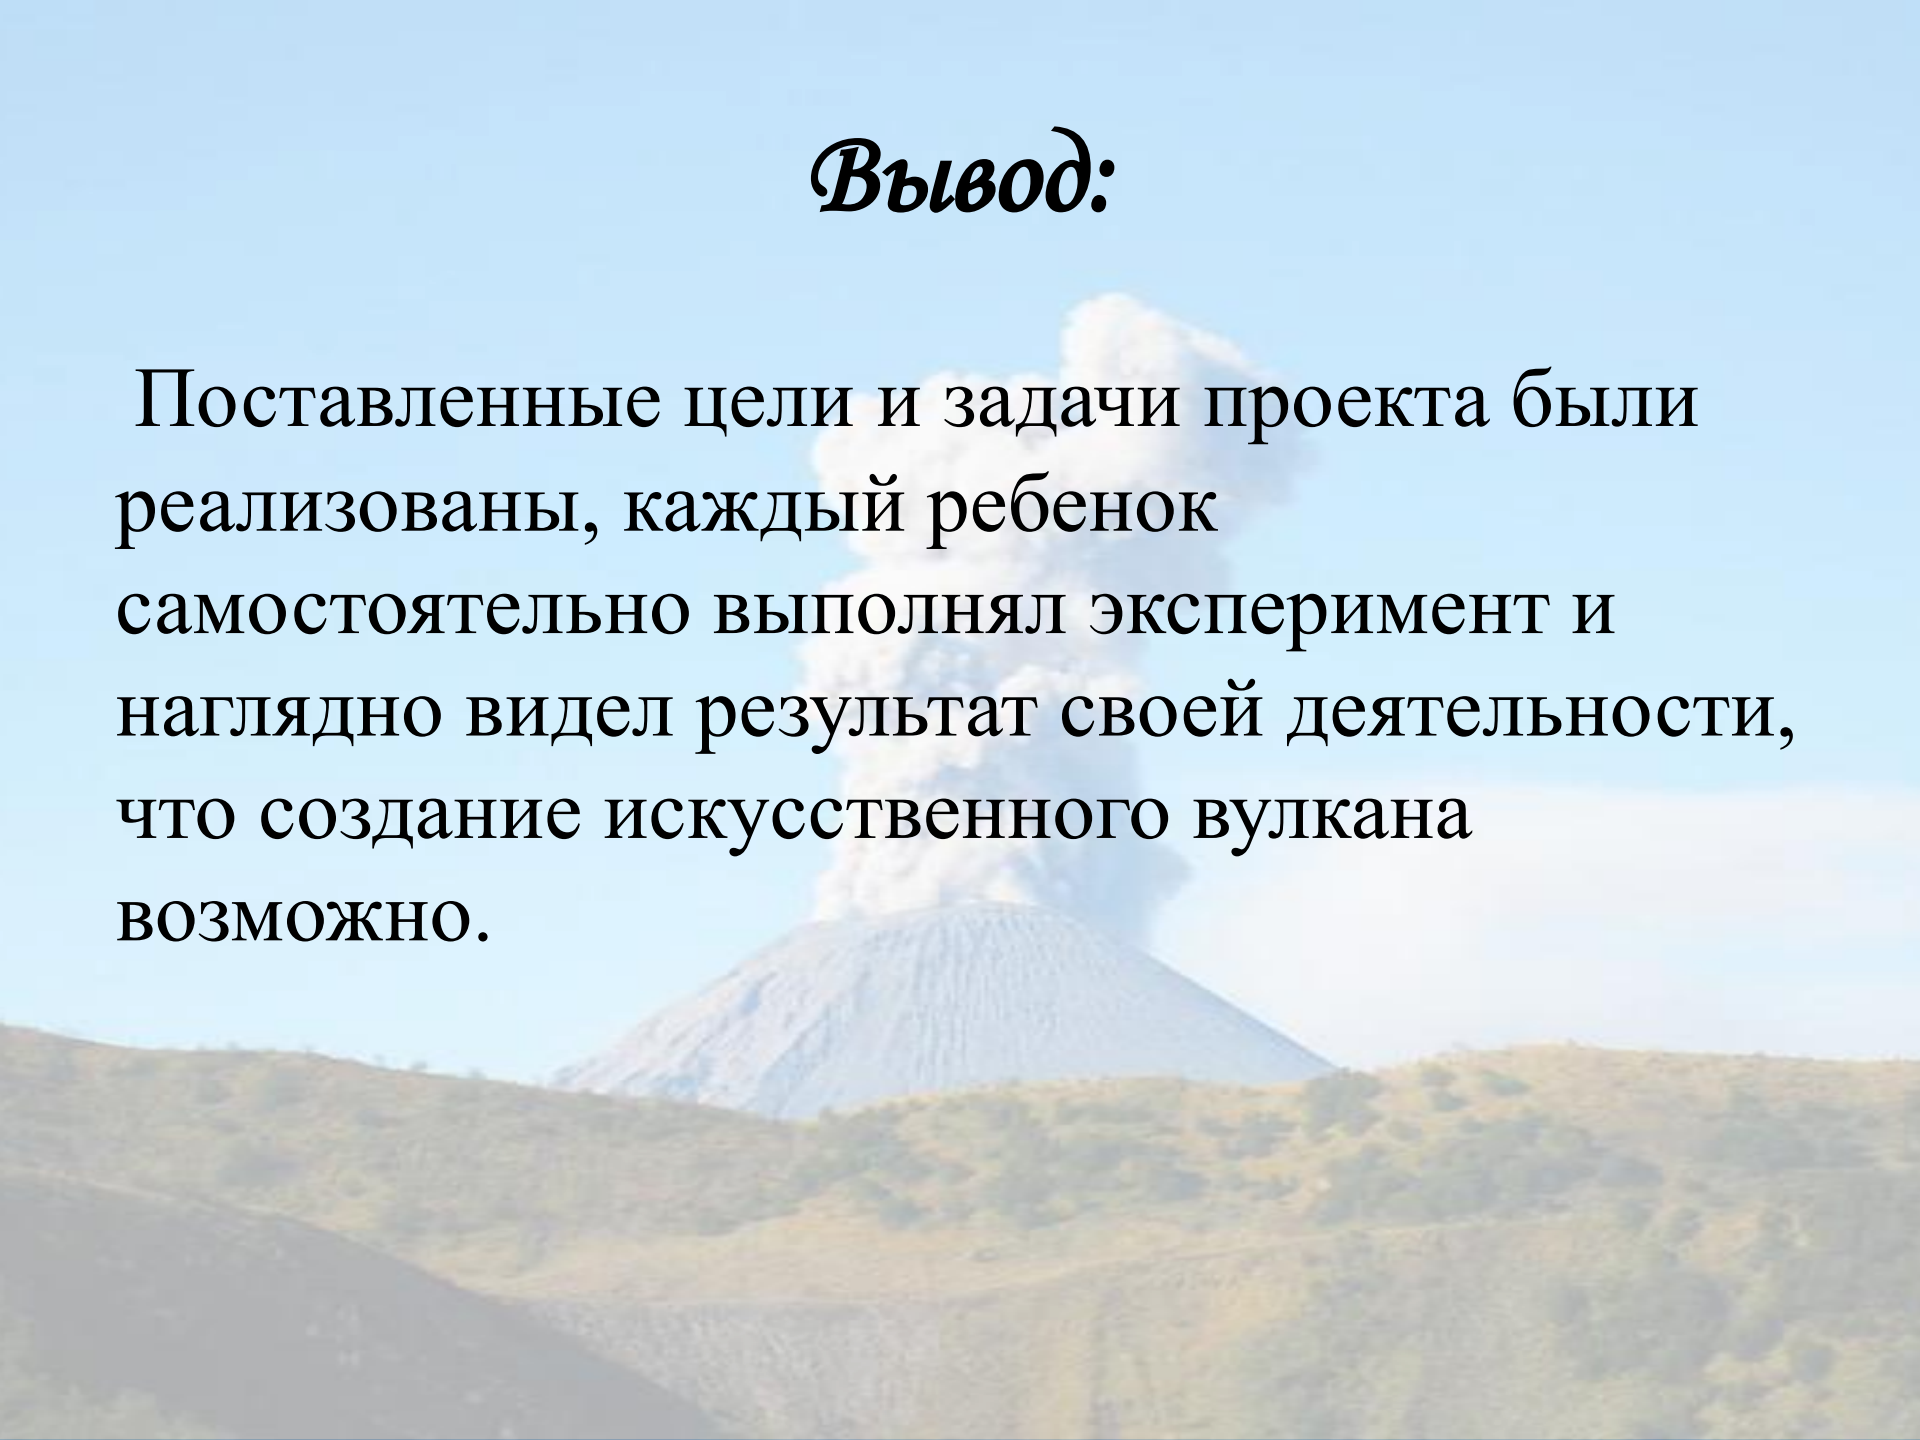 Вывод:
Поставленные цели и задачи проекта были
реализованы, каждый ребенок
самостоятельно выполнял эксперимент и
наглядно видел результат своей деятельности,
что создание искусственного вулкана
возможно.